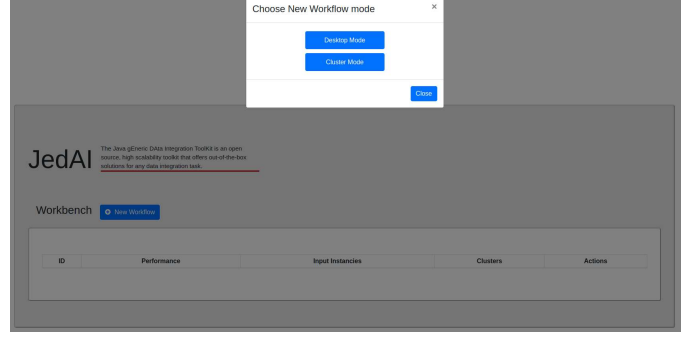 Choose New Workflow mode ×
Desktop Mode
Cluster Mode
Close
JedAI
The Java gEneric DAta Integration ToolKit is an open
source, high scalability toolkit that offers out-of-the-box
solutions for any data integration task.
Workbench New Workflow
ID Performance Input Instancies Clusters Actions